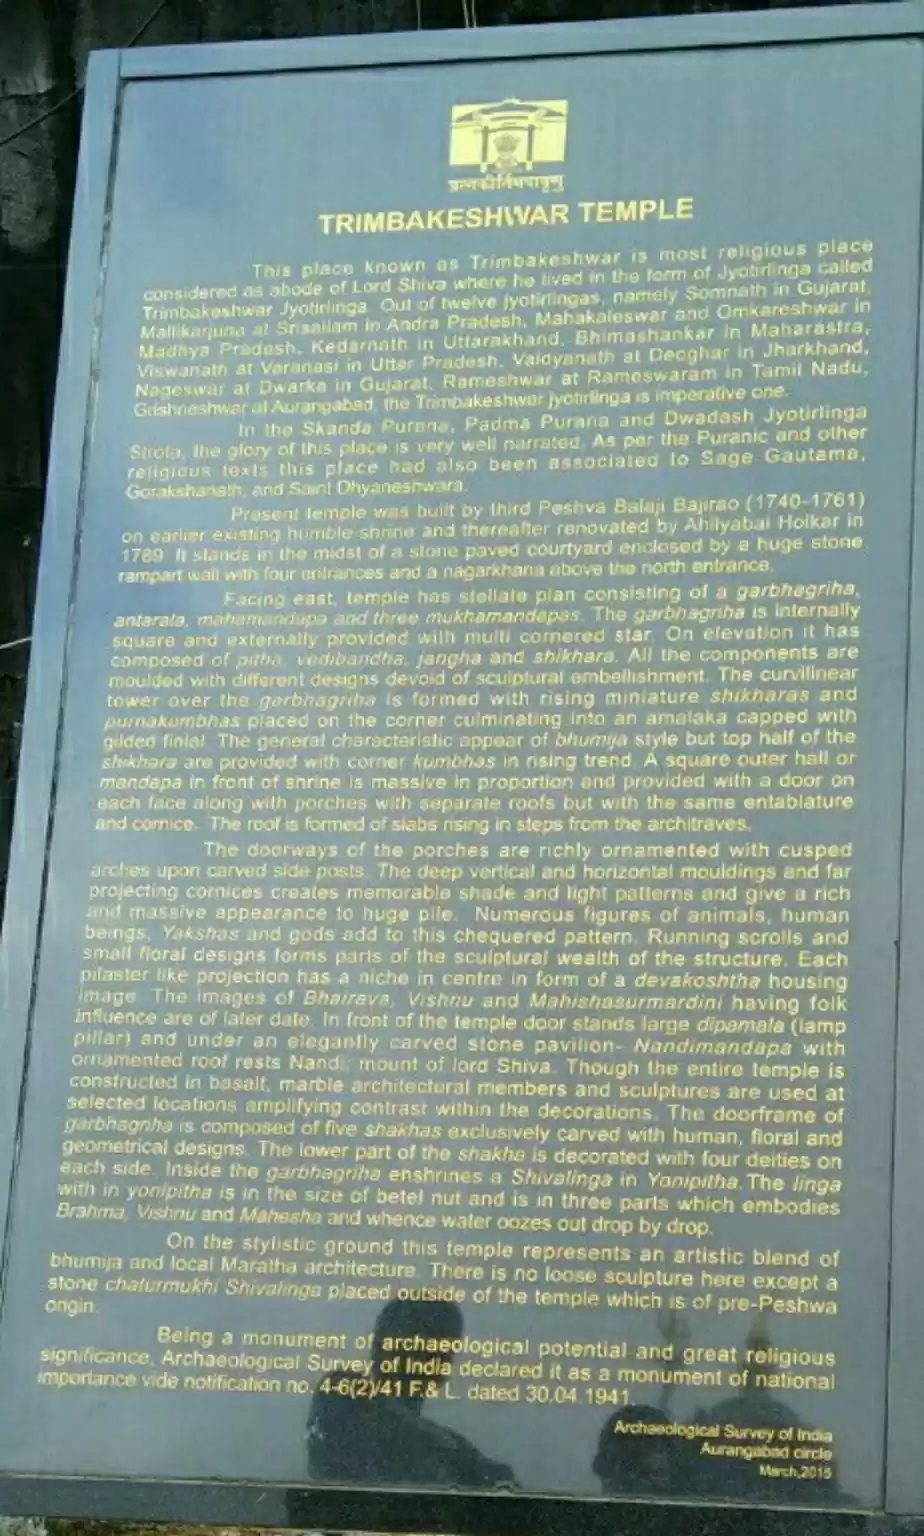 प्रत्नकीर्तिमपावृणु
TRIMBAKESHWAR TEMPLE
This place known as Trimbakeshwar is most religious place
considered as abode of Lord Shiva where he lived in the form of Jyotirlinga called
Trimbakeshwar Jyotirlinga. Out of twelve jyotirlingas, namely Somnath in Gujarat,
Mallikarjuna at Srisailam in Andra Pradesh, Mahakaleswar and Omkareshwar in
Madhya Pradesh, Kedarnath in Uttarakhand, Bhimashankar in Maharastra,
Viswanath at Varanasi in Uttar Pradesh, Vaidyanath at Deoghar in Jharkhand,
Nageswar at Dwarka in Gujarat, Rameshwar at Rameswaram in Tamil Nadu,
Grishneshwar at Aurangabad, the Trimbakeshwar jyotirlinga is imperative one.
In the Skanda Purana, Padma Purana and Dwadash Jyotirlinga
Strota, the glory of this place is very well narrated. As per the Puranic and other
religious texts this place had also been associated to Sage Gautama,
Gorakshanath, and Saint Dhyaneshwara.
Present temple was built by third Peshva Balaji Bajirao (1740-1761)
on earlier existing humble shrine and thereafter renovated by Ahilyabai Holkar in
1789. It stands in the midst of a stone paved courtyard enclosed by a huge stone
rampart wall with four entrances and a nagarkhana above the north entrance.
Facing east, temple has stellate plan consisting of a garbhagriha,
antarala, mahamandapa and three mukhamandapas. The garbhagriha is internally
square and externally provided with multi cornered star. On elevation it has
composed of pitha, vedibandha, jangha and shikhara. All the components are
moulded with different designs devoid of sculptural embellishment. The curvilinear
tower over the garbhagriha is formed with rising miniature shikharas and
purnakumbhas placed on the corner culminating into an amalaka capped with
gilded finial. The general characteristic appear of bhumija style but top half of the
shikhara are provided with corner kumbhas in rising trend. A square outer hall or
mandapa in front of shrine is massive in proportion and provided with a door on
each face along with porches with separate roofs but with the same entablature
and cornice. The roof is formed of slabs rising in steps from the architraves.
The doorways of the porches are richly ornamented with cusped
arches upon carved side posts. The deep vertical and horizontal mouldings and far
projecting cornices creates memorable shade and light patterns and give a rich
and massive appearance to huge pile. Numerous figures of animals, human
beings, Yakshas and gods add to this chequered pattern. Running scrolls and
small floral designs forms parts of the sculptural wealth of the structure. Each
pilaster like projection has a niche in centre in form of a devakoshtha housing
image. The images of Bhairava, Vishnu and Mahishasurmardini having folk
influence are of later date. In front of the temple door stands large dipamala (lamp
pillar) and under an elegantly carved stone pavilion- Nandimandapa with
ornamented roof rests Nandi; mount of lord Shiva. Though the entire temple is
constructed in basalt, marble architectural members and sculptures are used at
selected locations amplifying contrast within the decorations. The doorframe of
garbhagriha is composed of five shakhas exclusively carved with human, floral and
geometrical designs. The lower part of the shakha is decorated with four deities on
each side. Inside the garbhagriha enshrines a Shivalinga in Yonipitha. The linga
with in yonipitha is in the size of betel nut and is in three parts which embodies
Brahma, Vishnu and Mahesha and whence water oozes out drop by drop.
On the stylistic ground this temple represents an artistic blend of
bhumija and local Maratha architecture. There is no loose sculpture here except a
stone chaturmukhi Shivalinga placed outside of the temple which is of pre-Peshwa
origin.
Being a monument of archaeological potential and great religious
significance, Archaeological Survey of India declared it as a monument of national
importance vide notification no. 4-6(2)/41 F.& L. dated 30.04.1941.
Archaeological Survey of India
Aurangabad circle
March,2015